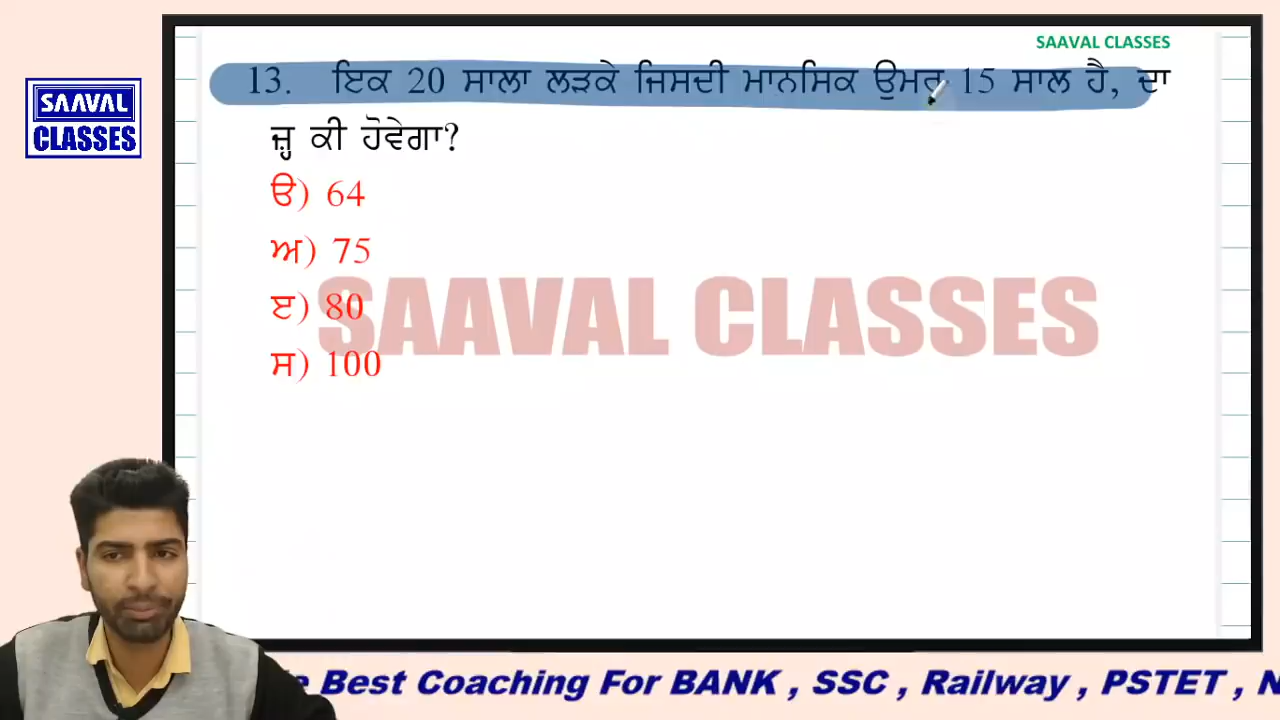 SAAVAL CLASSES
SAAVAL
CLASSES
13. ਇਕ 20 ਸਾਲਾ ਲੜਕੇ ਜਿਸਦੀ ਮਾਨਸਿਕ ਉਮਰ 15 ਸਾਲ ਹੈ, ਦਾ
ਜ਼੍ਹ ਕੀ ਹੋਵੇਗਾ?
ੳ) 64
ਅ) 75
ੲ) 80
ਸ) 100
SAAVAL CLASSES
Best Coaching For BANK , SSC , Railway , PSTET , N